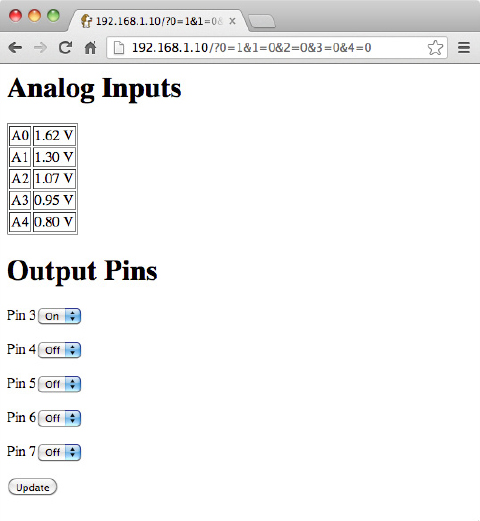 192.168.1.10/?0=1&1=0&
192.168.1.10/?0=1&1=0&2=0&3=0&4=0
Analog Inputs
A0 1.62 V
A1 1.30 V
A2 1.07 V
A3 0.95 V
A4 0.80 V
Output Pins
Pin 3 On
Pin 4 Off
Pin 5 Off
Pin 6 Off
Pin 7 Off
Update